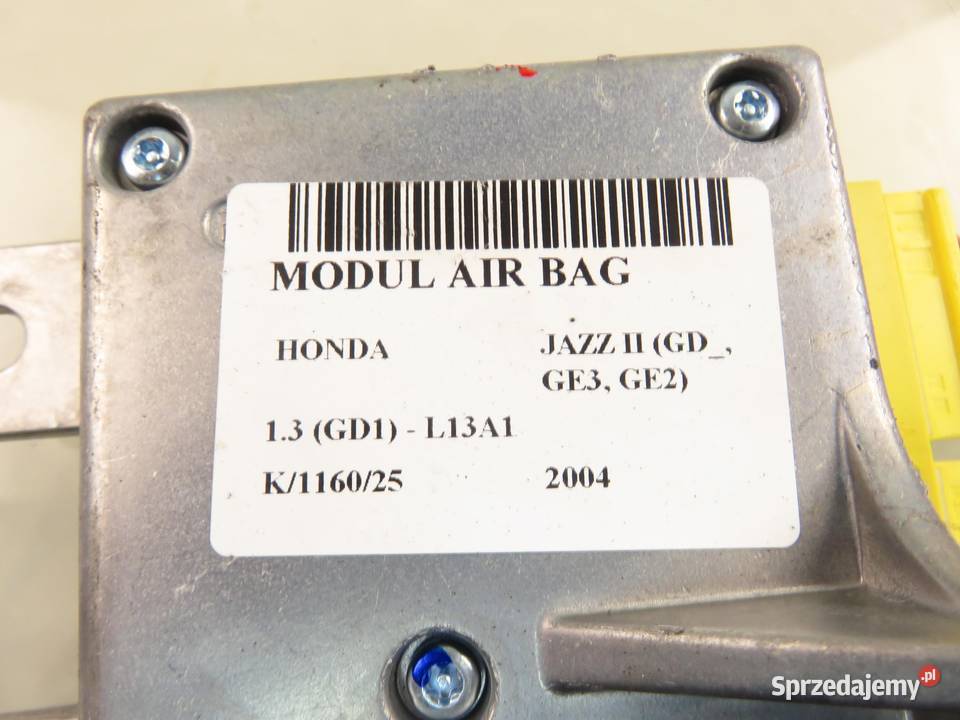 MODUL AIR BAG
HONDA JAZZ II (GD_,
GE3, GE2)
1.3 (GD1) - L13A1
K/1160/25 2004
Sprzedajemy.pl